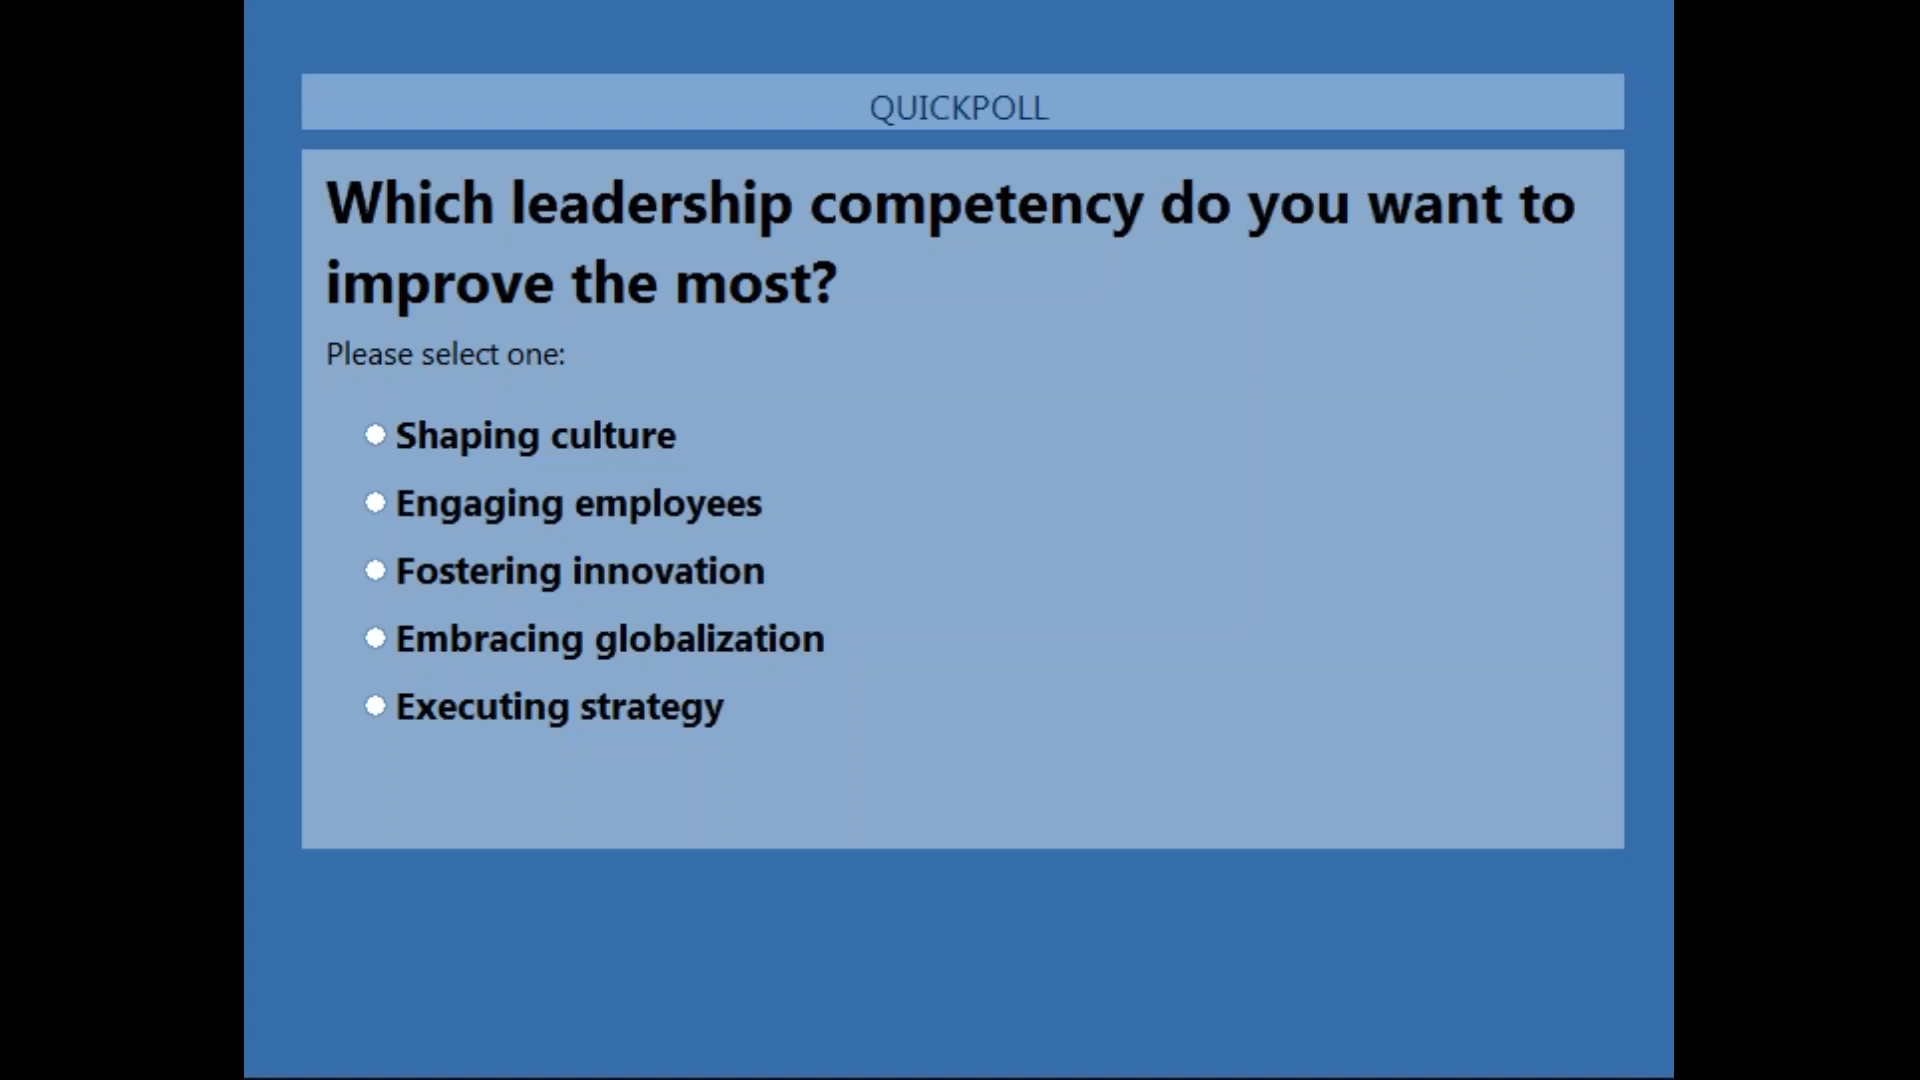 QUICKPOLL
Which leadership competency do you want to
improve the most?
Please select one:
Shaping culture
Engaging employees
Fostering innovation
Embracing globalization
Executing strategy